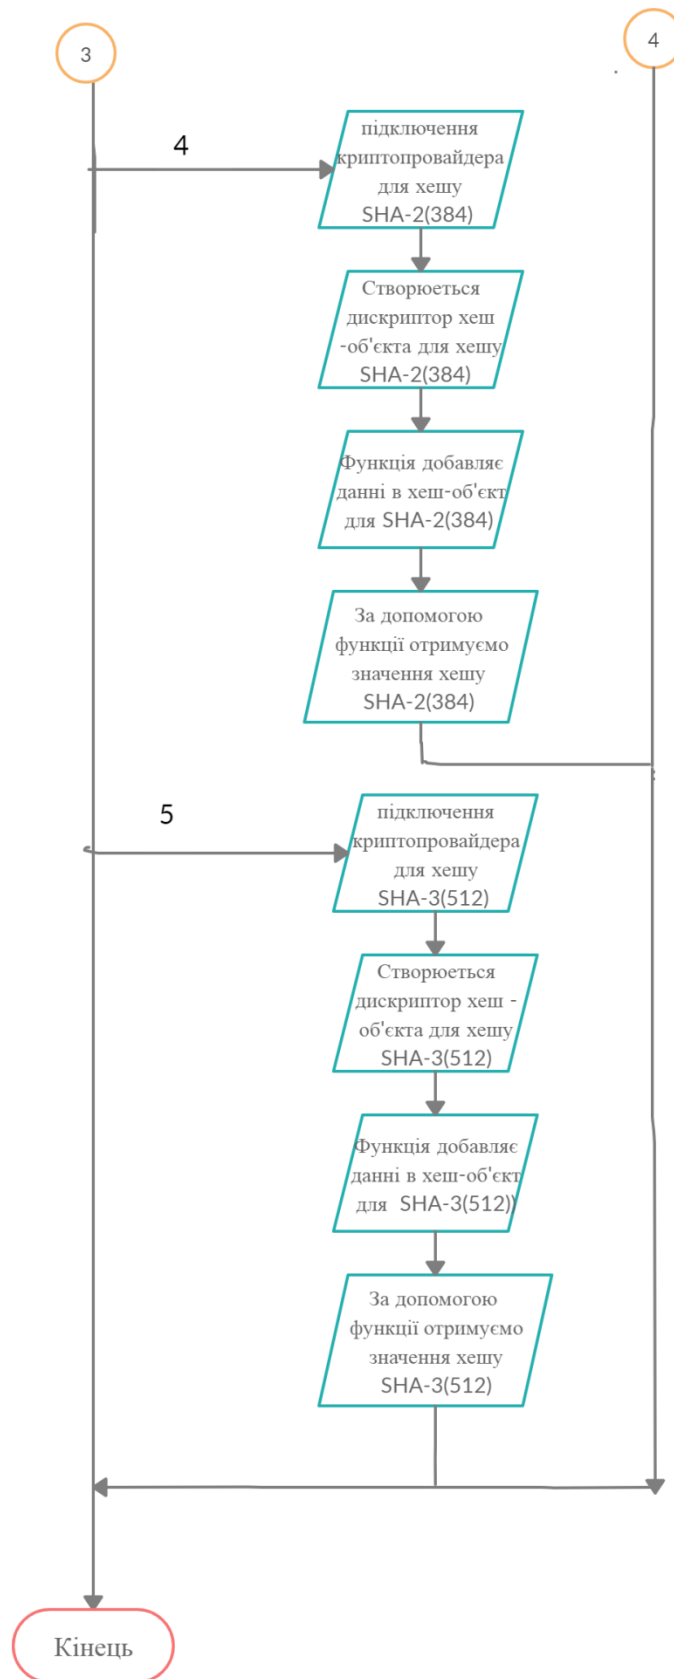 3
4
4
підключення
криптопровайдера
для хешу
SHA-2(384)
Створюеться
дискриптор хеш
-об'єкта для хешу
SHA-2(384)
Функція добавляє
данні в хеш-об'єкт
для SHA-2(384)
За допомогою
функції отримуємо
значення хешу
SHA-2(384)
5
підключення
криптопровайдера
для хешу
SHA-3(512)
Створюеться
дискриптор хеш -
об'єкта для хешу
SHA-3(512)
Функція добавляє
данні в хеш-об'єкт
для SHA-3(512))
За допомогою
функції отримуємо
значення хешу
SHA-3(512)
Кінець